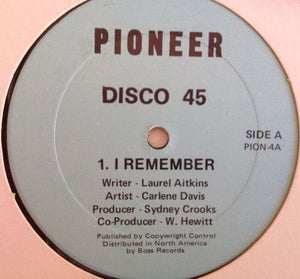 PIONEER
DISCO 45
SIDE A
PION-4A
1. I REMEMBER
Writer - Laurel Aitkins
Artist - Carlene Davis
Producer - Sydney Crooks
Co-Producer - W. Hewitt
Published by Copywright Control
Distributed in North America
by Boss Records